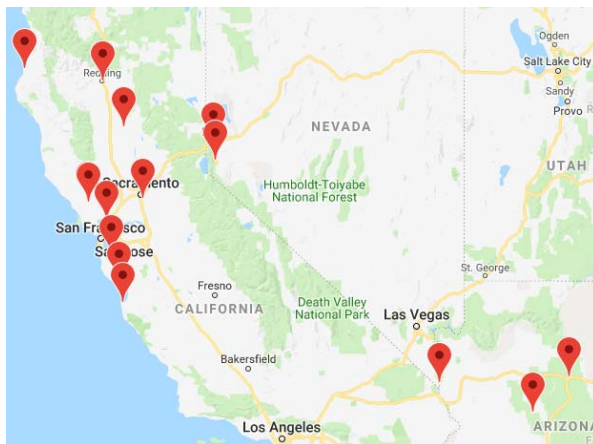 Ogden
Salt Lake City
Sandy
Provo
Redding
NEVADA
UTAH
Sacramento
Humboldt-Toiyabe
National Forest
San Francisco
San Jose
St. George
Fresno
CALIFORNIA
Death Valley
National Park
Las Vegas
Bakersfield
Los Angeles
ARIZONA